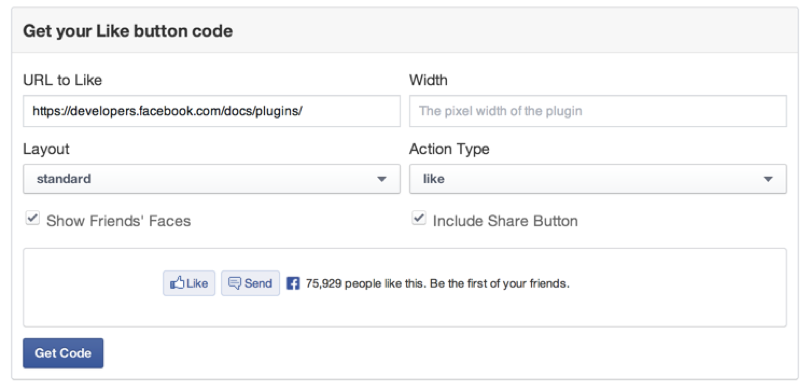 Get your Like button code
URL to Like
Width
https://developers.facebook.com/docs/plugins/
The pixel width of the plugin
Layout
Action Type
standard
like
Show Friends' Faces
Include Share Button
Like Send 75,929 people like this. Be the first of your friends.
Get Code